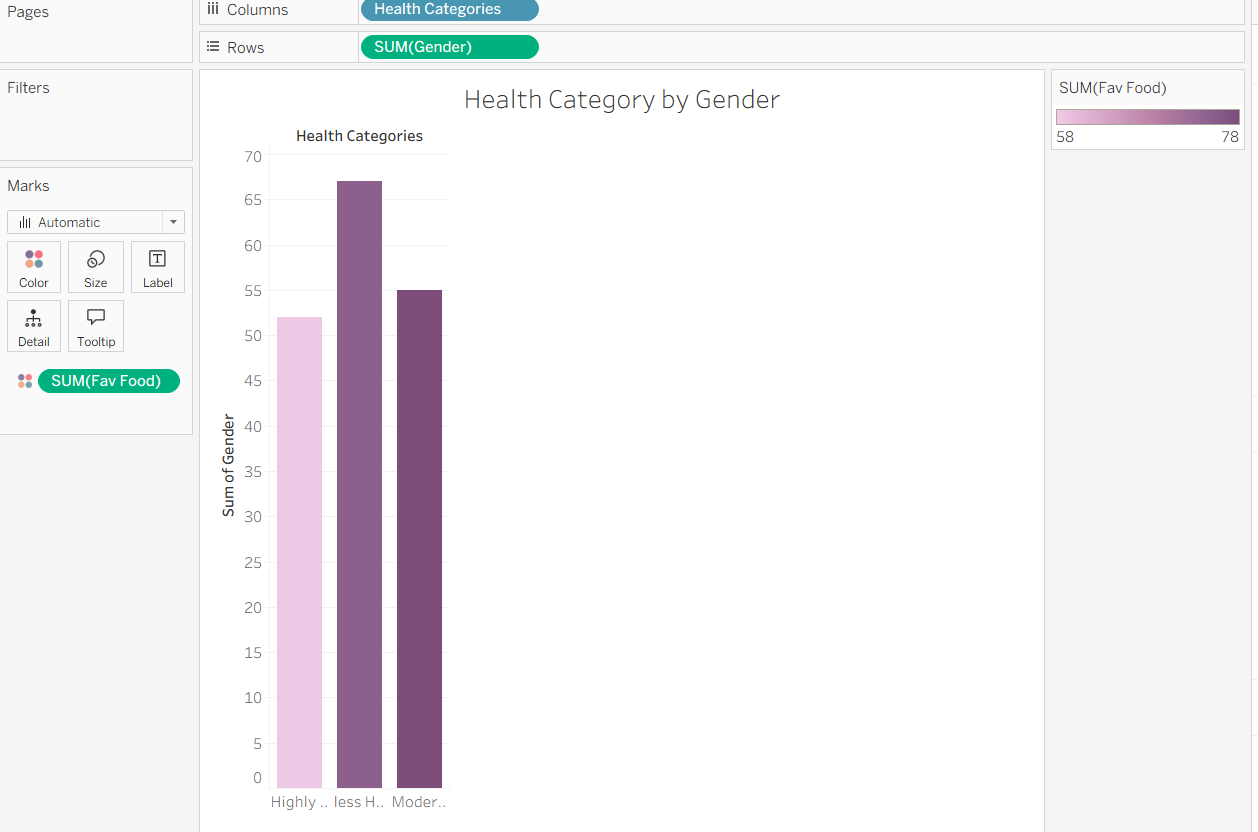 Pages
Columns
Health Categories
Rows
SUM(Gender)
Filters
Marks
Automatic
Color
Size
Label
Detail
Tooltip
SUM(Fav Food)
Health Category by Gender
Health Categories
70
65
60
55
50
45
40
35
30
25
20
15
10
5
0
Sum of Gender
Highly .. less H.. Moder..
SUM(Fav Food)
58 78